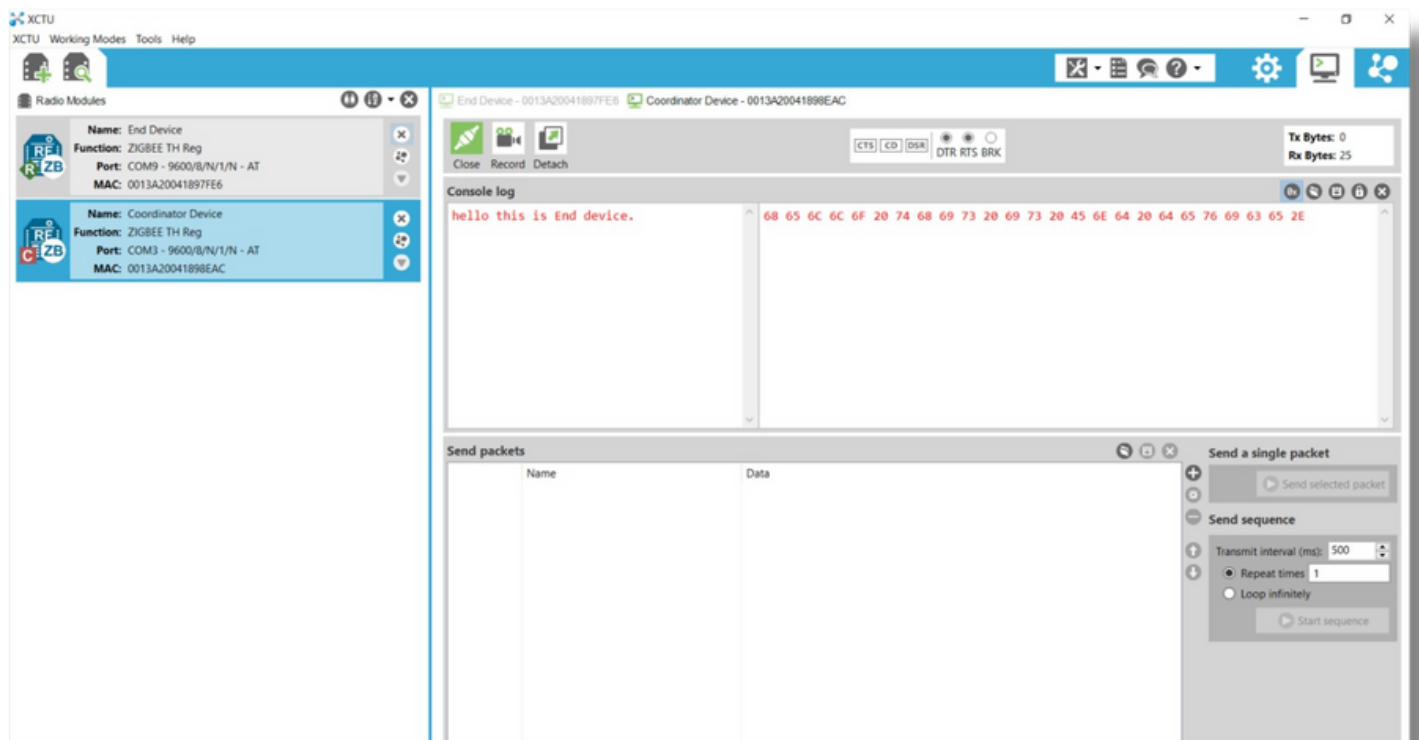 XCTU
XCTU Working Modes Tools Help
Radio Modules
Name: End Device
Function: ZIGBEE TH Reg
Port: COM9 - 9600/8/N/1/N - AT
MAC: 0013A20041897FE6
RF
R ZB
Name: Coordinator Device
Function: ZIGBEE TH Reg
Port: COM3 - 9600/8/N/1/N - AT
MAC: 0013A20041898EAC
RF
C ZB
End Device - 0013A20041897FE6 Coordinator Device - 0013A20041898EAC
Close Record Detach
CTS CD DSR DTR RTS BRK
Tx Bytes: 0
Rx Bytes: 25
Console log
hello this is End device.
68 65 6C 6C 6F 20 74 68 69 73 20 69 73 20 45 6E 64 20 64 65 76 69 63 65 2E
Send packets
Name Data
Send a single packet
Send selected packet
Send sequence
Transmit interval (ms): 500
Repeat times 1
Loop infinitely
Start sequence